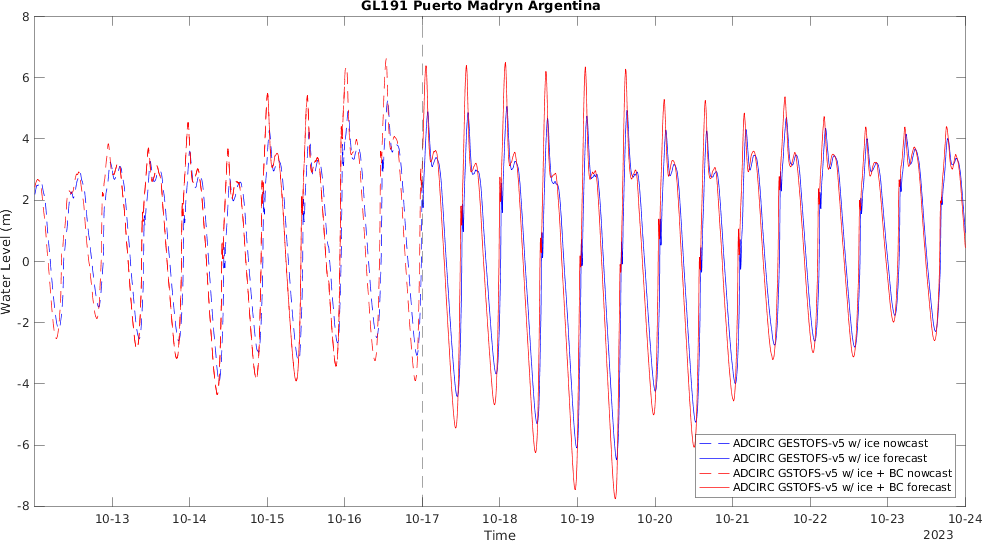 GL191 Puerto Madryn Argentina
8
6
4
2
0
-2
-4
-6
-8
Water Level (m)
ADCIRC GESTOFS-v5 w/ ice nowcast
ADCIRC GESTOFS-v5 w/ ice forecast
ADCIRC GSTOFS-v5 w/ ice + BC nowcast
ADCIRC GSTOFS-v5 w/ ice + BC forecast
10-13 10-14 10-15 10-16 10-17 10-18 10-19 10-20 10-21 10-22 10-23 10-24
Time
2023